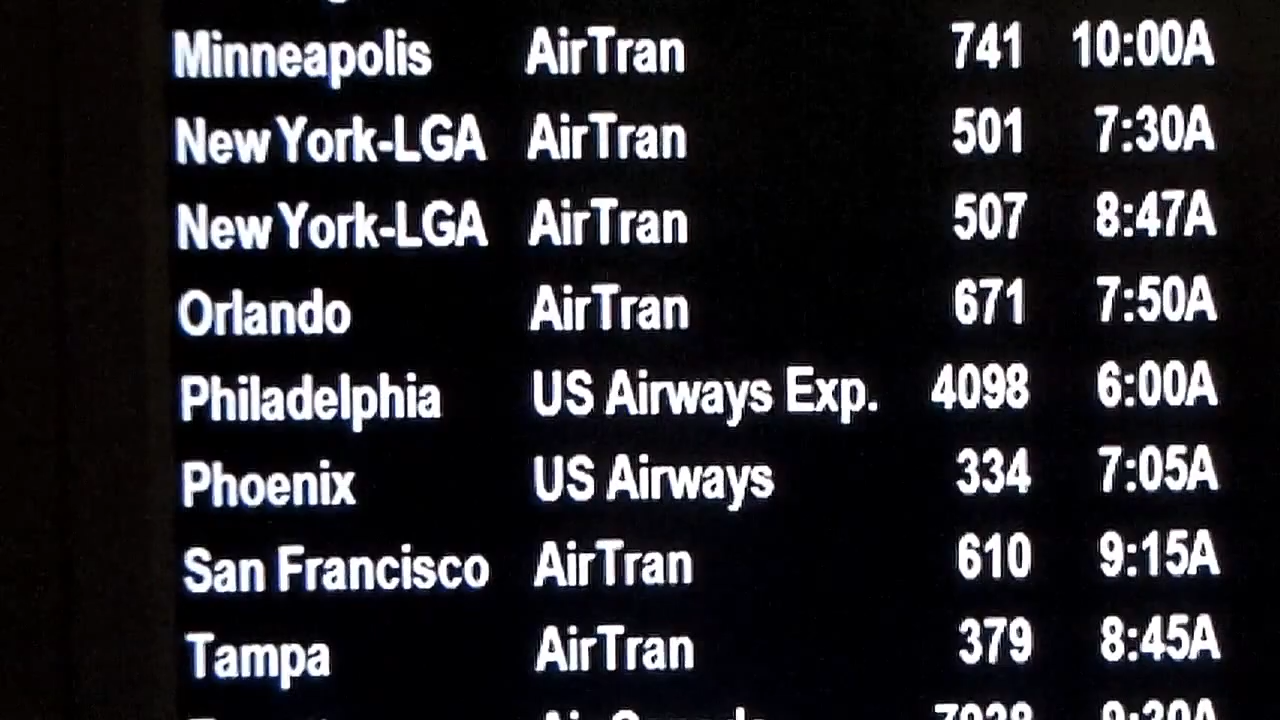 Minneapolis AirTran 741 10:00A
New York-LGA AirTran 501 7:30A
New York-LGA AirTran 507 8:47A
Orlando AirTran 671 7:50A
Philadelphia US Airways Exp. 4098 6:00A
Phoenix US Airways 334 7:05A
San Francisco AirTran 610 9:15A
Tampa AirTran 379 8:45A
Air Canada